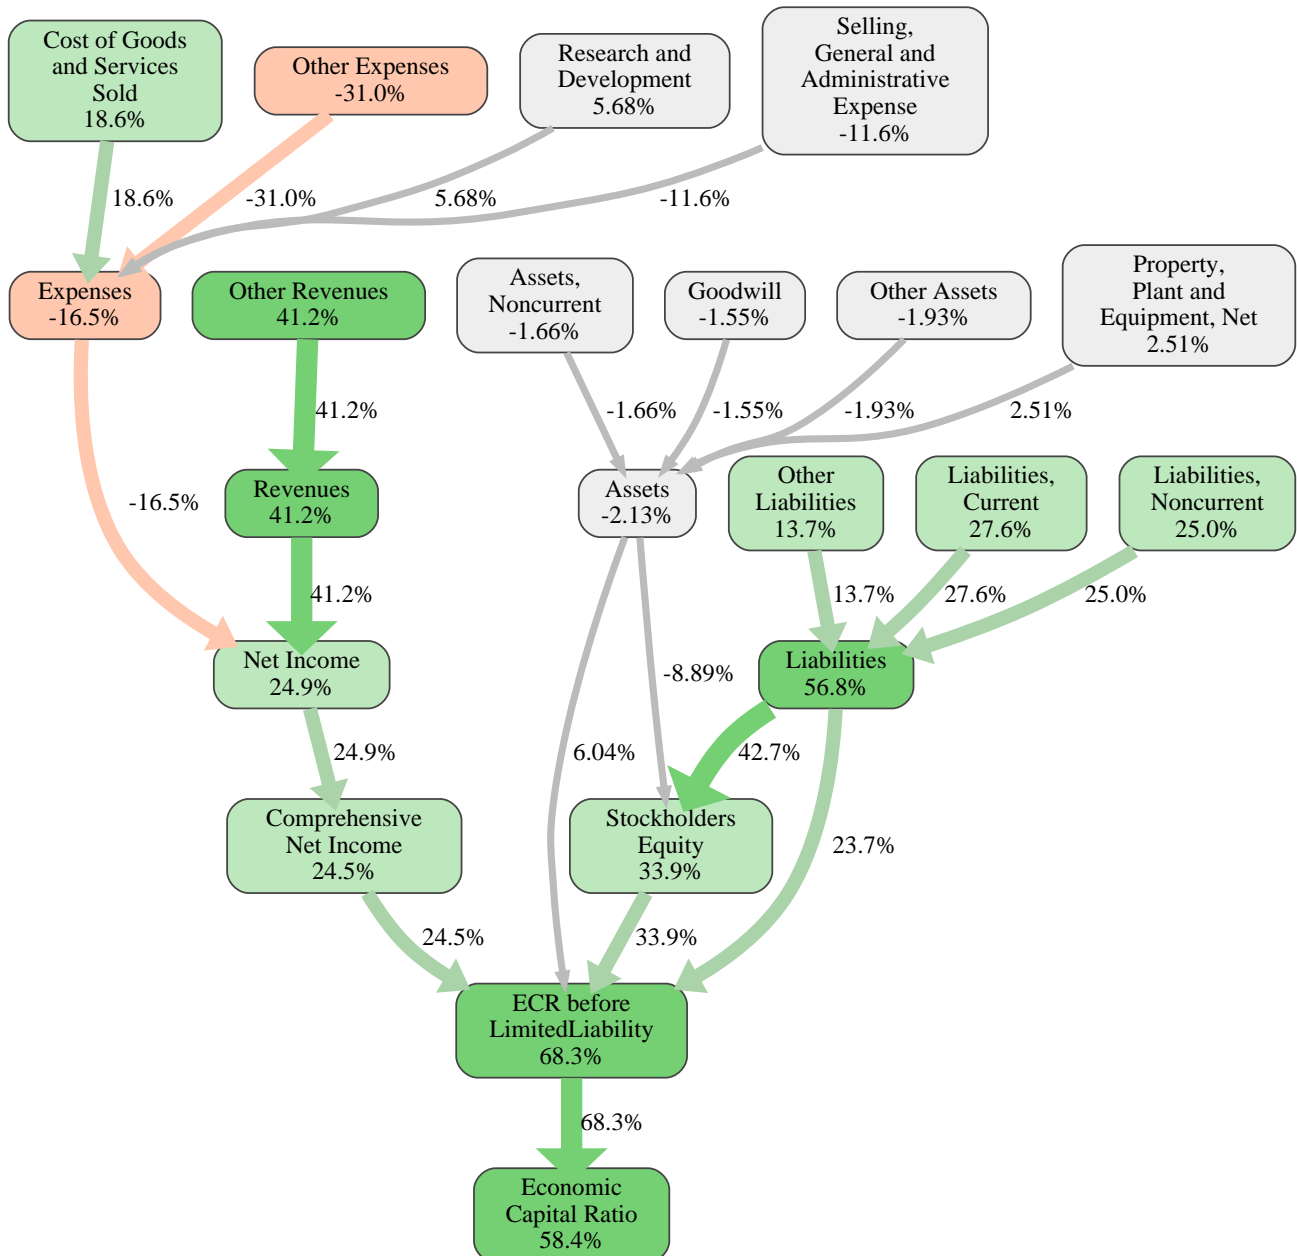 Cost of Goods
and Services
Sold
18.6%
Other Expenses
-31.0%
Research and
Development
5.68%
Selling,
General and
Administrative
Expense
-11.6%
18.6%
-31.0%
5.68%
-11.6%
Expenses
-16.5%
Other Revenues
41.2%
Assets,
Noncurrent
-1.66%
Goodwill
-1.55%
Other Assets
-1.93%
Property,
Plant and
Equipment, Net
2.51%
41.2%
-1.66%
-1.55%
-1.93%
2.51%
-16.5%
Revenues
41.2%
Assets
-2.13%
Other
Liabilities
13.7%
Liabilities,
Current
27.6%
Liabilities,
Noncurrent
25.0%
41.2%
13.7%
27.6%
25.0%
Net Income
24.9%
-8.89%
Liabilities
56.8%
24.9%
6.04%
42.7%
Comprehensive
Net Income
24.5%
Stockholders
Equity
33.9%
23.7%
24.5%
33.9%
ECR before
LimitedLiability
68.3%
68.3%
Economic
Capital Ratio
58.4%